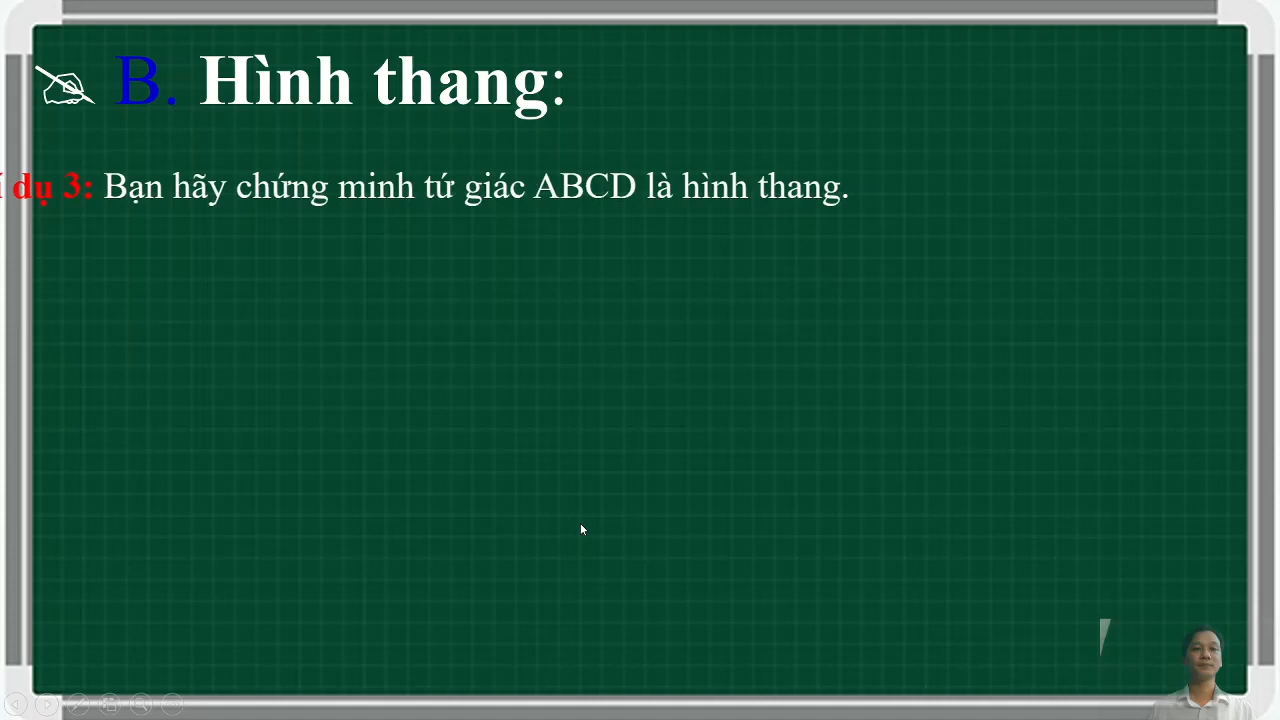 B. Hình thang:
dụ 3: Bạn hãy chứng minh tứ giác ABCD là hình thang.